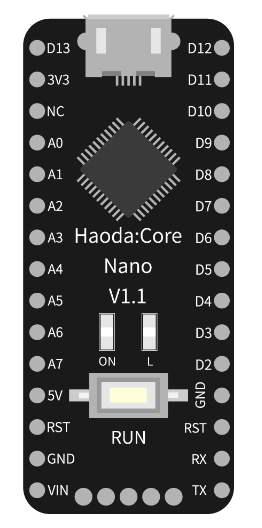 D13 D12
3V3 D11
NC D10
A0 D9
A1 D8
A2 D7
A3 Haoda:Core D6
A4 Nano D5
A5 V1.1 D4
A6 D3
ON L
A7 D2
5V GND
RST RUN RST
GND RX
VIN TX